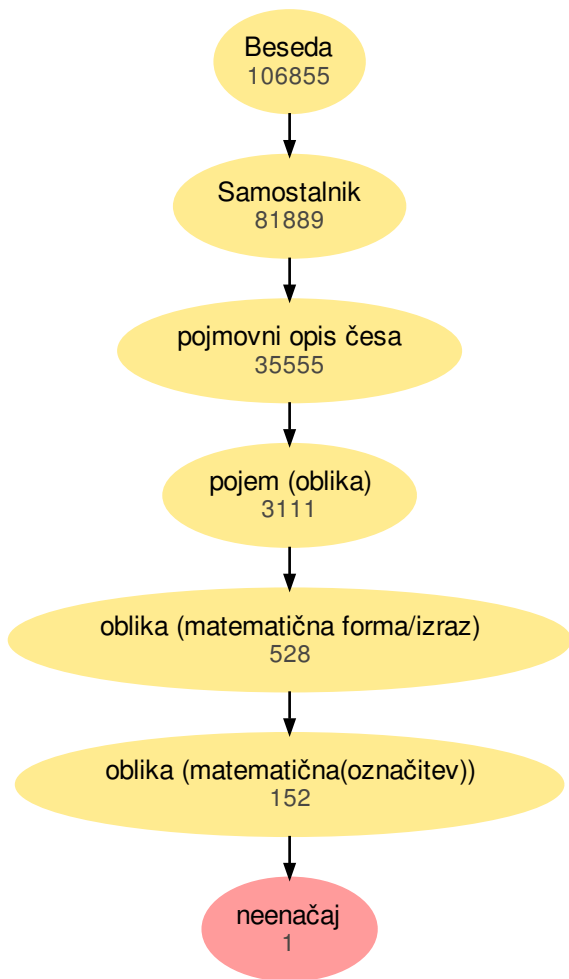 Beseda
106855
Samostalnik
81889
pojmovni opis česa
35555
pojem (oblika)
3111
oblika (matematična forma/izraz)
528
oblika (matematična(označitev))
152
neenačaj
1